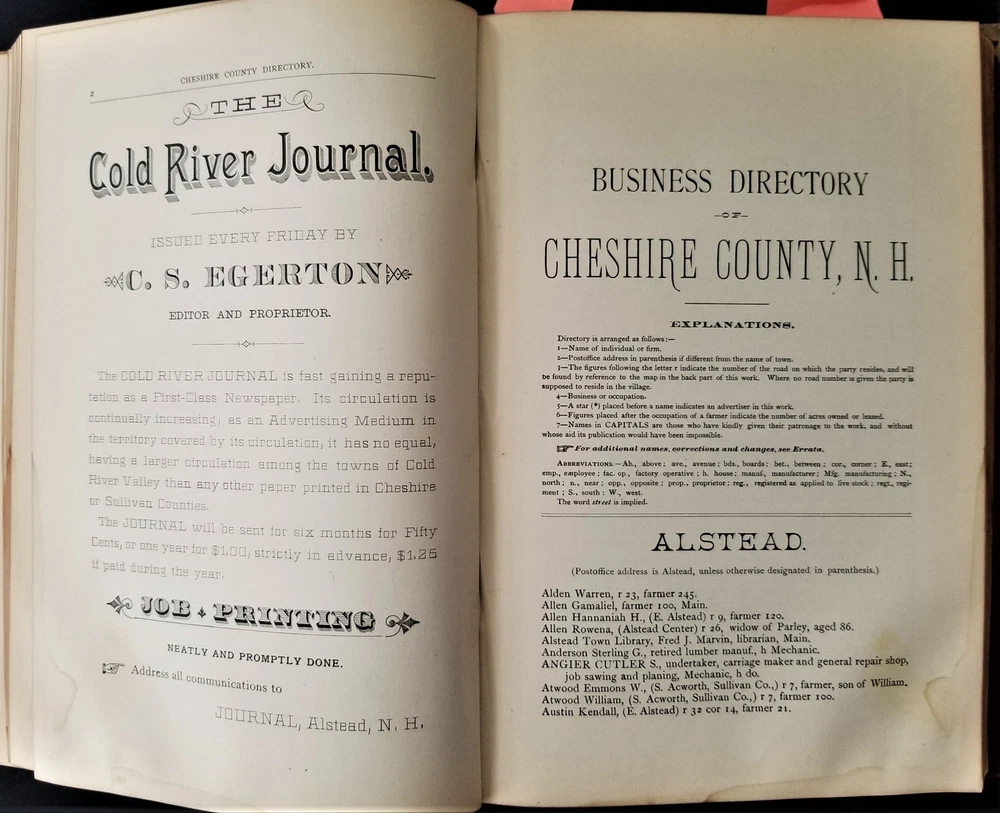 2
CHESHIRE COUNTY DIRECTORY.
THE
Cold River Journal.
ISSUED EVERY FRIDAY BY
C. S. EGERTON
EDITOR AND PROPRIETOR.
The COLD RIVER JOURNAL is fast gaining a repu-
tation as a First-Class Newspaper. Its circulation is
continually increasing; as an Advertising Medium in
the territory covered by its circulation, it has no equal,
having a larger circulation among the towns of Cold
River Valley than any other paper printed in Cheshire
or Sullivan Counties.
The JOURNAL will be sent for six months for Fifty
Cents, or one year for $1.00, strictly in advance, $1.25
if paid during the year.
JOB PRINTING
NEATLY AND PROMPTLY DONE.
Address all communications to
JOURNAL, Alstead, N. H.
BUSINESS DIRECTORY
—OF—
CHESHIRE COUNTY, N. H.
EXPLANATIONS.
Directory is arranged as follows:—
1—Name of individual or firm.
2—Postoffice address in parenthesis if different from the name of town.
3—The figures following the letter r indicate the number of the road on which the party resides, and will
be found by reference to the map in the back part of this work. Where no road number is given the party is
supposed to reside in the village.
4—Business or occupation.
5—A star (*) placed before a name indicates an advertiser in this work.
6—Figures placed after the occupation of a farmer indicate the number of acres owned or leased.
7—Names in CAPITALS are those who have kindly given their patronage to the work, and without
whose aid its publication would have been impossible.
For additional names, corrections and changes, see Errata.
ABBREVIATIONS.—Ab., above; ave., avenue; bds., boards; bet., between; cor., corner; E., east;
emp., employee; fac. op., factory operative; h. house; manuf., manufacturer; Mfg. manufacturing; N.,
north; n., near; opp., opposite; prop., proprietor; reg., registered as applied to live stock; regt., regi-
ment; S., south; W., west.
The word street is implied.
ALSTEAD.
(Postoffice address is Alstead, unless otherwise designated in parenthesis.)
Alden Warren, r 23, farmer 245.
Allen Gamaliel, farmer 100, Main.
Allen Hannaniah H., (E. Alstead) r 9, farmer 120.
Allen Rowena, (Alstead Center) r 26, widow of Parley, aged 86.
Alstead Town Library, Fred J. Marvin, librarian, Main.
Anderson Sterling G., retired lumber manuf., h Mechanic.
ANGIER CUTLER S., undertaker, carriage maker and general repair shop,
job sawing and planing, Mechanic, h do.
Atwood Emmons W., (S. Acworth, Sullivan Co.,) r 7, farmer, son of William.
Atwood William, (S. Acworth, Sullivan Co.,) r 7, farmer 100.
Austin Kendall, (E. Alstead) r 32 cor 14, farmer 21.